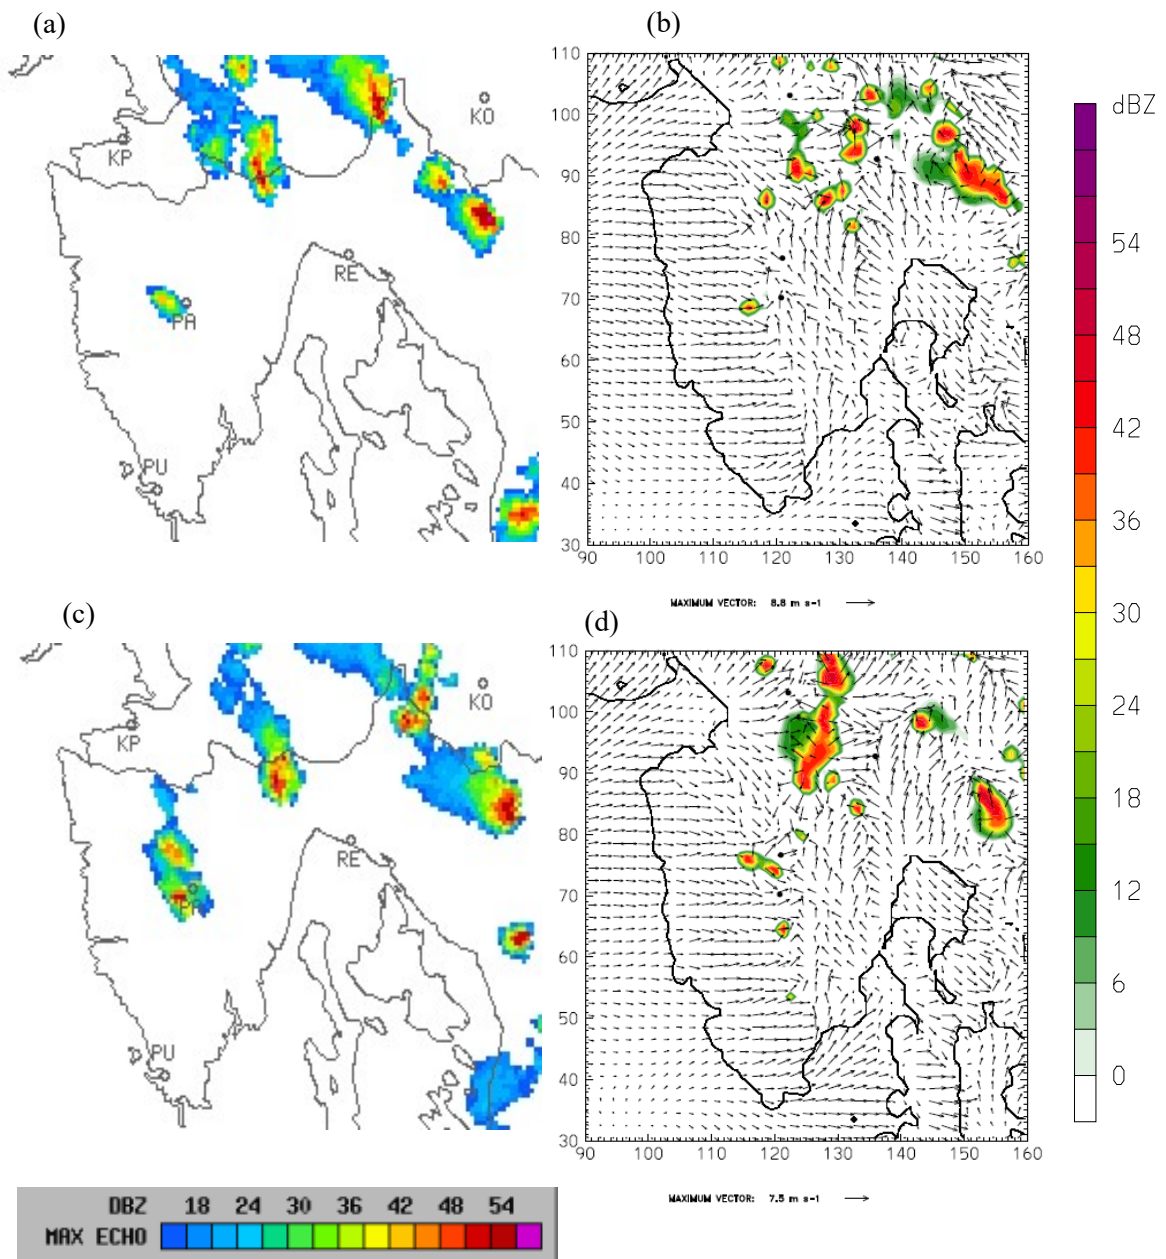 (a)
KO
KP
RE
PA
PU
(b)
110
100
90
80
70
60
50
40
30
90 100 110 120 130 140 150 160
MAXIMUM VECTOR: 8.8 m s-1
dBZ
54
48
42
36
30
24
18
12
6
0
(c)
KO
KP
RE
PA
PU
(d)
110
100
90
80
70
60
50
40
30
90 100 110 120 130 140 150 160
MAXIMUM VECTOR: 7.5 m s-1
DBZ 18 24 30 36 42 48 54
MAX ECHO